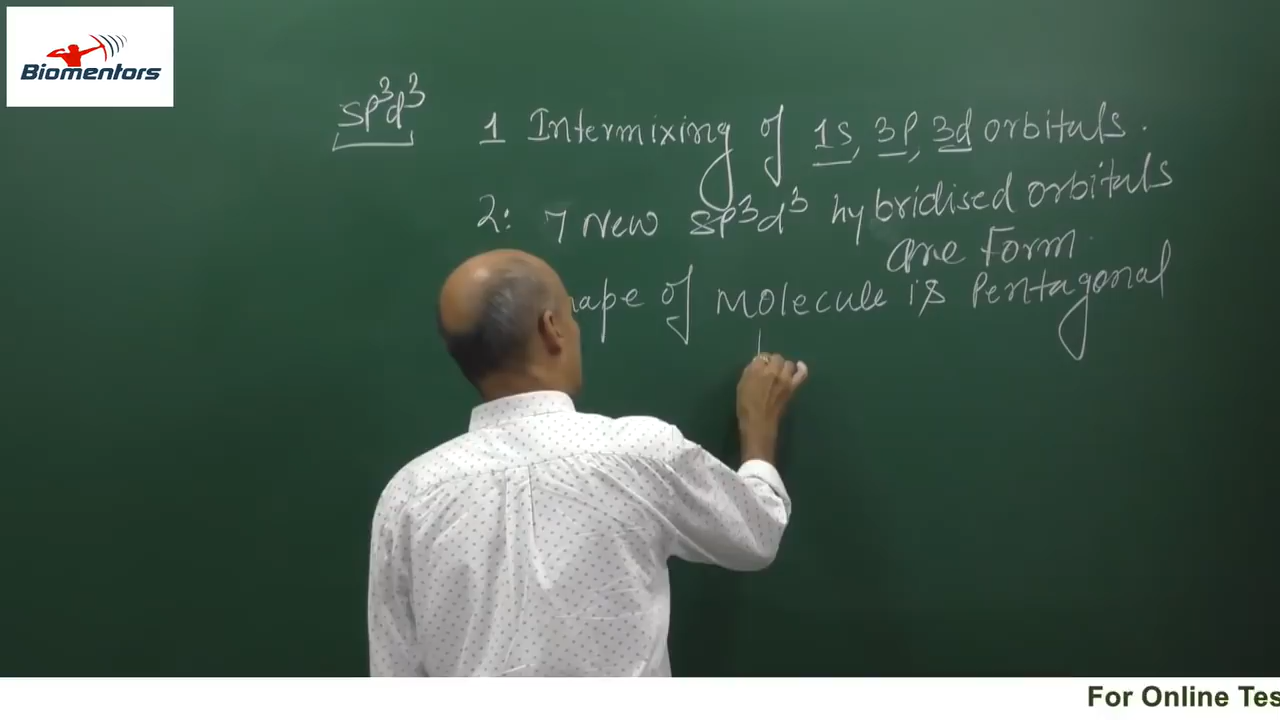 Biomentors
sp³d³
1 Intermixing of 1s, 3p, 3d orbitals.
2: 7 New sp³d³ hybridised orbitals
are form.
of molecule is Pentagonal
For Online Tes